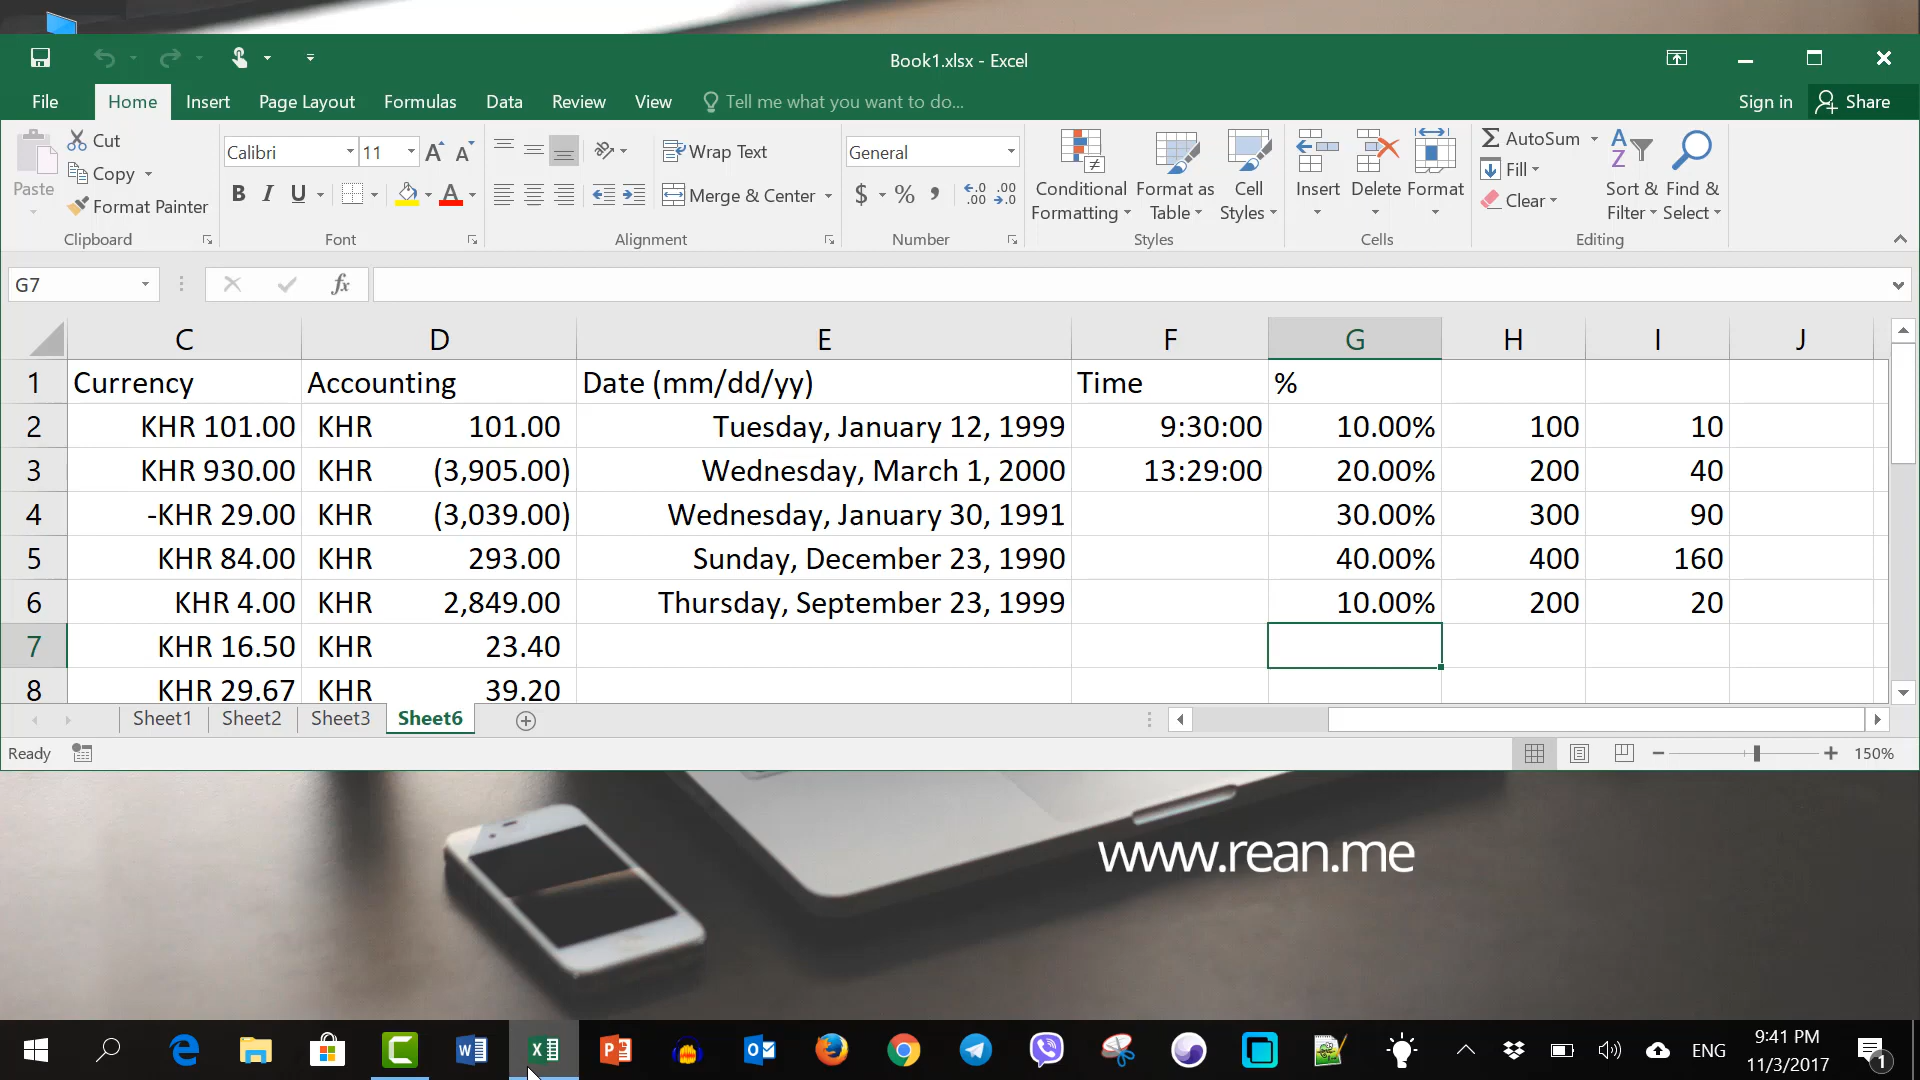 Book1.xlsx - Excel
File Home Insert Page Layout Formulas Data Review View Tell me what you want to do... Sign in Share
Paste Cut Copy Format Painter Clipboard
Calibri 11 B I U A Font
Wrap Text Merge & Center Alignment
General $ % , Number
Conditional Formatting Format as Table Cell Styles Styles
Insert Delete Format Cells
AutoSum Fill Clear Sort & Filter Find & Select Editing
G7 fx
C D E F G H I J
1 Currency Accounting Date (mm/dd/yy) Time %
2 KHR 101.00 KHR 101.00 Tuesday, January 12, 1999 9:30:00 10.00% 100 10
3 KHR 930.00 KHR (3,905.00) Wednesday, March 1, 2000 13:29:00 20.00% 200 40
4 -KHR 29.00 KHR (3,039.00) Wednesday, January 30, 1991 30.00% 300 90
5 KHR 84.00 KHR 293.00 Sunday, December 23, 1990 40.00% 400 160
6 KHR 4.00 KHR 2,849.00 Thursday, September 23, 1999 10.00% 200 20
7 KHR 16.50 KHR 23.40
8 KHR 29.67 KHR 39.20
Sheet1 Sheet2 Sheet3 Sheet6
Ready 150%
www.rean.me
ENG 9:41 PM
11/3/2017 1